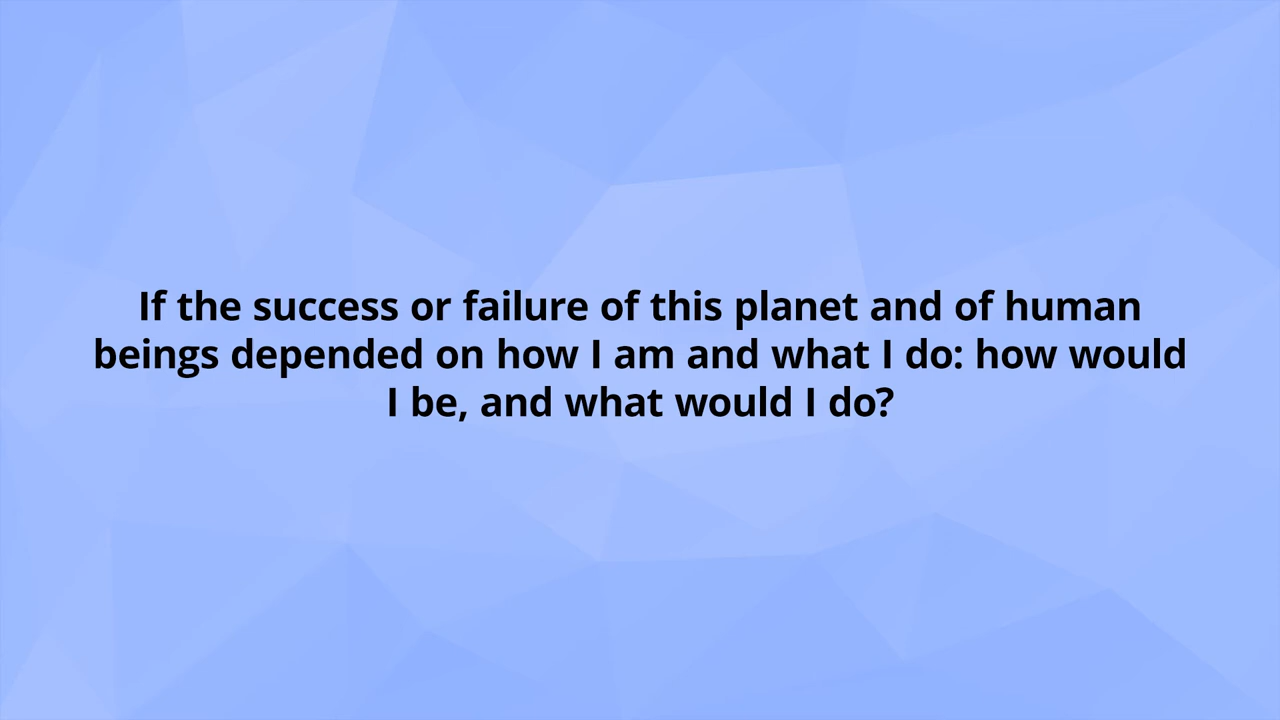 If the success or failure of this planet and of human
beings depended on how I am and what I do: how would
I be, and what would I do?